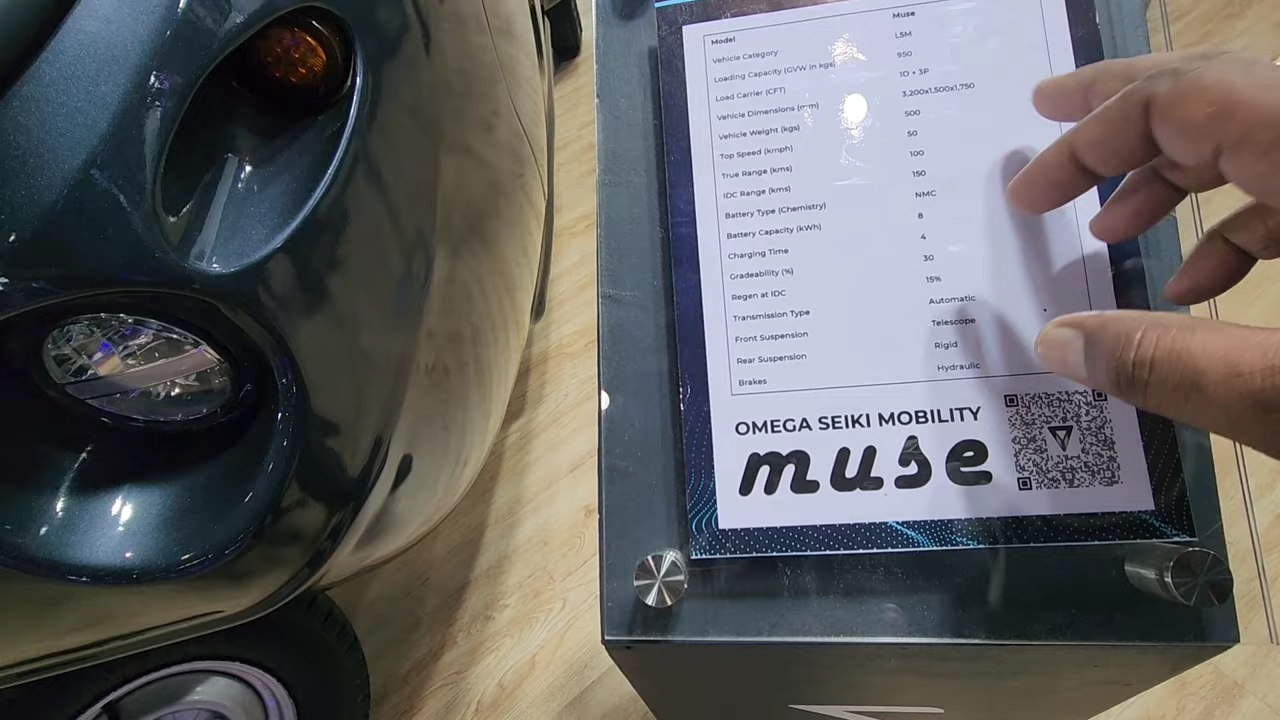 Model Muse
Vehicle Category L5M
Loading Capacity (GVW in kgs) 950
Load Carrier (CFT) 1D + 3P
Vehicle Dimensions (mm) 3,200x1,500x1,750
Vehicle Weight (kgs) 500
Top Speed (kmph) 50
True Range (kms) 100
IDC Range (kms) 150
Battery Type (Chemistry) NMC
Battery Capacity (kWh) 8
Charging Time 4
Gradeability (%) 30
Regen at IDC 15%
Transmission Type Automatic
Front Suspension Telescope
Rear Suspension Rigid
Brakes Hydraulic
OMEGA SEIKI MOBILITY
muse